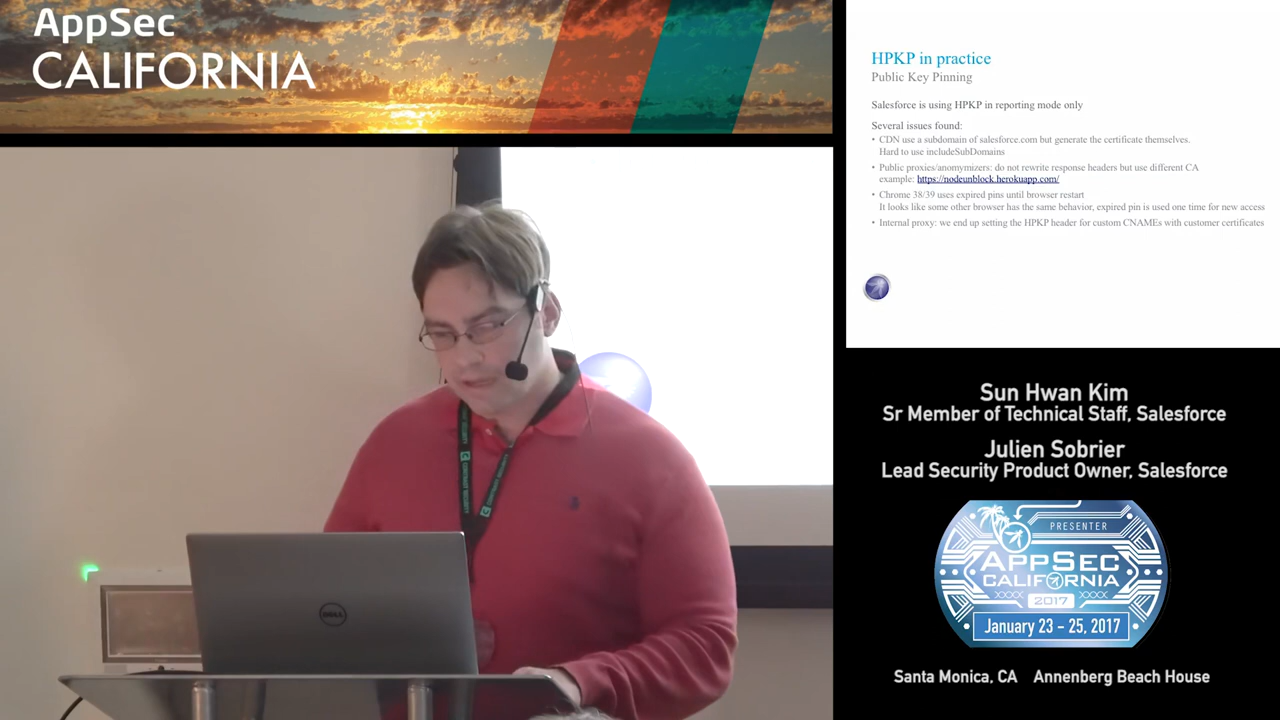 AppSec
CALIFORNIA
HPKP in practice
Public Key Pinning
Salesforce is using HPKP in reporting mode only
Several issues found:
• CDN use a subdomain of salesforce.com but generate the certificate themselves.
Hard to use includeSubDomains
• Public proxies/anomymizers: do not rewrite response headers but use different CA
example: https://nodeunblock.herokuapp.com/
• Chrome 38/39 uses expired pins until browser restart
It looks like some other browser has the same behavior, expired pin is used one time for new access
• Internal proxy: we end up setting the HPKP header for custom CNAMEs with customer certificates
Sun Hwan Kim
Sr Member of Technical Staff, Salesforce
Julien Sobrier
Lead Security Product Owner, Salesforce
PRESENTER
APPSEC
CALIFORNIA
XXXX 2017 XXXX
January 23 - 25, 2017
Santa Monica, CA Annenberg Beach House
DELL
CONTRAST SECURITY